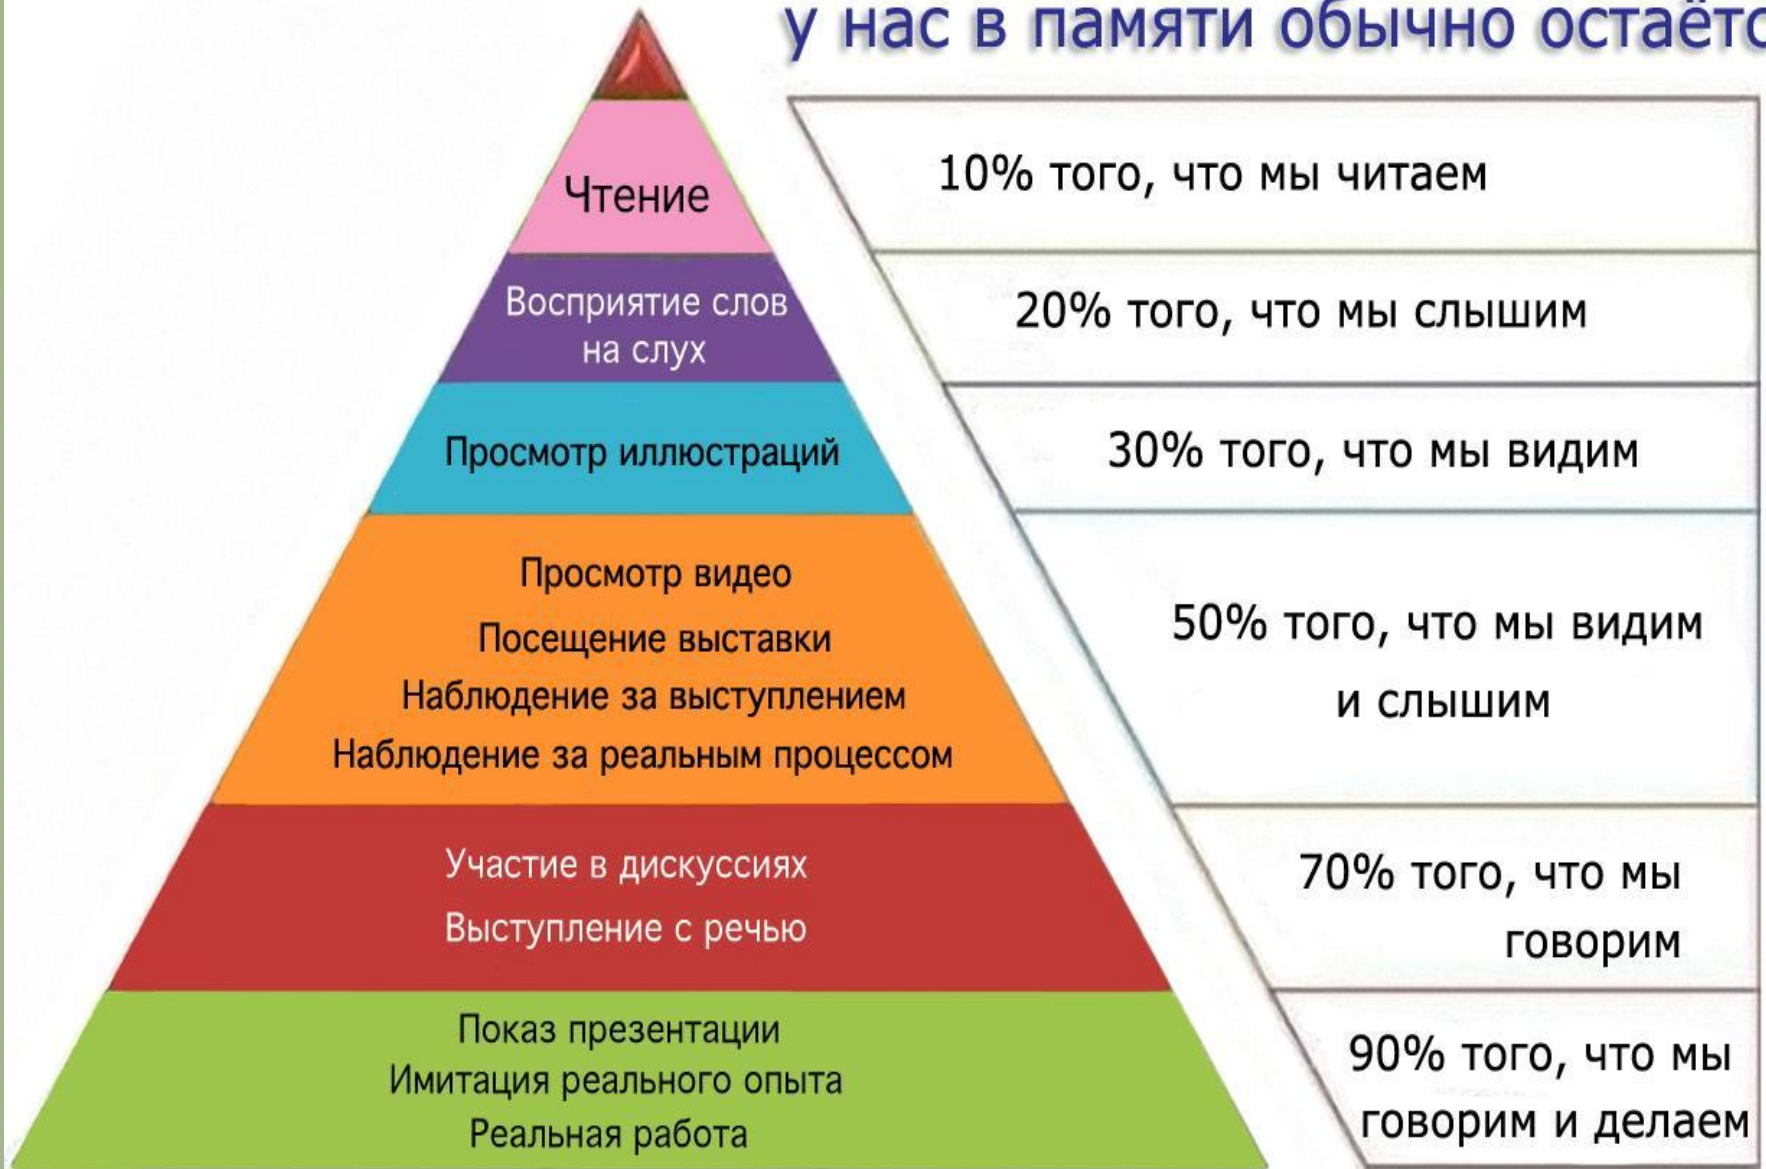 у нас в памяти обычно остаётс
Чтение
10% того, что мы читаем
Восприятие слов
на слух
20% того, что мы слышим
Просмотр иллюстраций
30% того, что мы видим
Просмотр видео
Посещение выставки
Наблюдение за выступлением
Наблюдение за реальным процессом
50% того, что мы видим
и слышим
Участие в дискуссиях
Выступление с речью
70% того, что мы
говорим
Показ презентации
Имитация реального опыта
Реальная работа
90% того, что мы
говорим и делаем